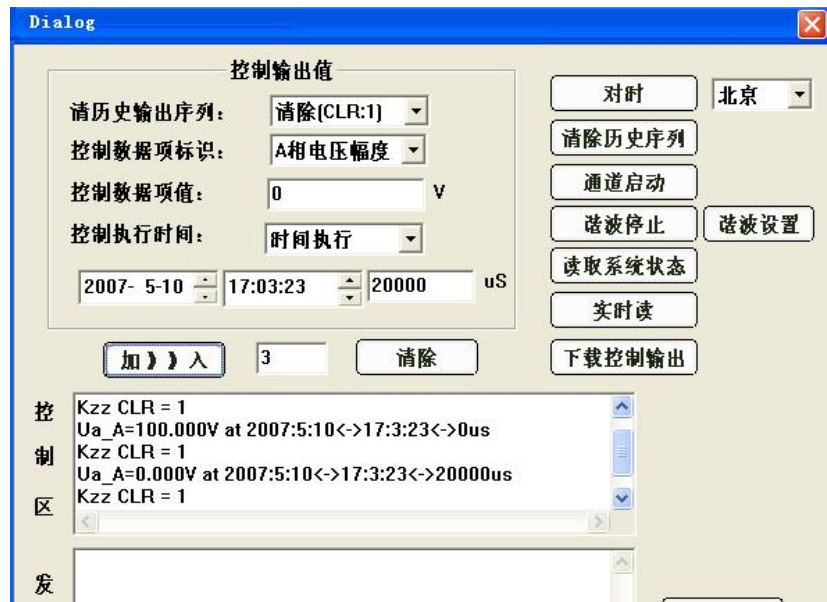 Dialog
控制输出值
请历史输出序列：
请除(CLR:1)
控制数据项标识：
A相电压幅度
控制数据项值：
0
V
控制执行时间：
时间执行
2007- 5-10
17:03:23
20000
uS
加》》入
3
清除
对时
北京
清除历史序列
通道启动
谐波停止
谐波设置
读取系统状态
实时读
下载控制输出
控制区
Kzz CLR = 1
Ua_A=100.000V at 2007:5:10<->17:3:23<->0us
Kzz CLR = 1
Ua_A=0.000V at 2007:5:10<->17:3:23<->20000us
Kzz CLR = 1
发